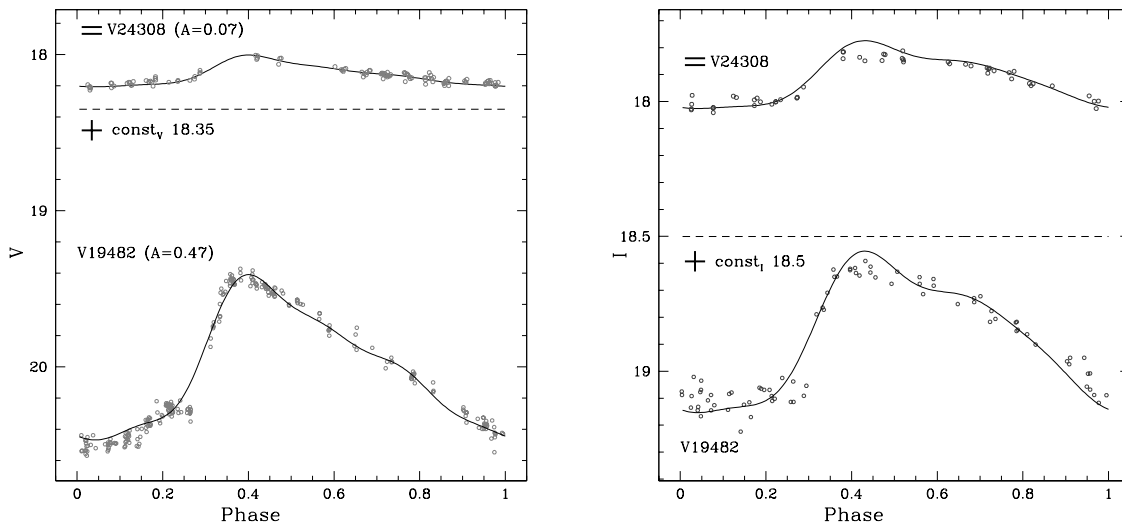 V24308 (A=0.07)
18
const_V 18.35
19
V
V19482 (A=0.47)
20
0 0.2 0.4 0.6 0.8 1
Phase
17.6
V24308
18
I
18.5
const_I 18.5
19
V19482
0 0.2 0.4 0.6 0.8 1
Phase